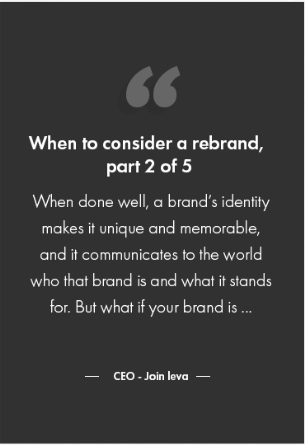 When to consider a rebrand,
part 2 of 5
When done well, a brand's identity
makes it unique and memorable,
and it communicates to the world
who that brand is and what it stands
for. But what if your brand is ...
CEO - Join leva